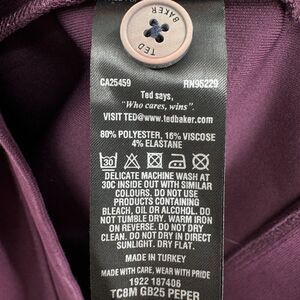 TED
BAKER
CA25459
RN95229
Ted says,
"Who cares, wins".
VISIT TED@www.tedbaker.com
80% POLYESTER, 16% VISCOSE
4% ELASTANE
30
DELICATE MACHINE WASH AT
30C INSIDE OUT WITH SIMILAR
COLOURS. DO NOT USE
PRODUCTS CONTAINING
BLEACH, OIL OR ALCOHOL. DO
NOT TUMBLE DRY. WARM IRON
ON REVERSE. DO NOT DRY
CLEAN. DO NOT DRY IN DIRECT
SUNLIGHT. DRY FLAT.
MADE IN TURKEY
MADE WITH CARE, WEAR WITH PRIDE
1922 187406
TC8M GB25 PEPER